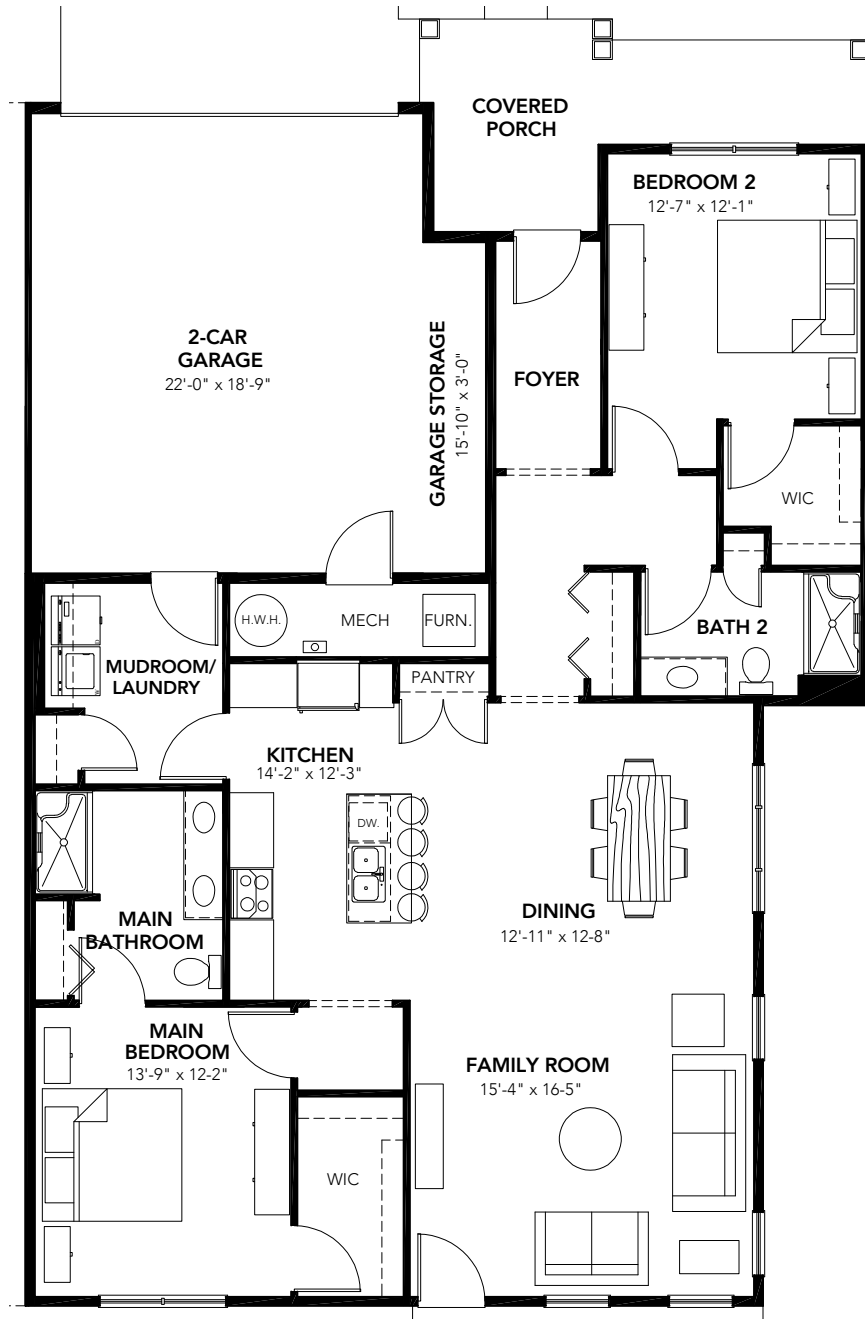 COVERED
PORCH
BEDROOM 2
12'-7" x 12'-1"
2-CAR
GARAGE
22'-0" x 18'-9"
GARAGE STORAGE
15'-10" x 3'-0"
FOYER
WIC
H.W.H.
MECH
FURN.
BATH 2
MUDROOM/
LAUNDRY
PANTRY
KITCHEN
14'-2" x 12'-3"
DW.
MAIN
BATHROOM
DINING
12'-11" x 12-8"
MAIN
BEDROOM
13'-9" x 12-2"
FAMILY ROOM
15'-4" x 16-5"
WIC